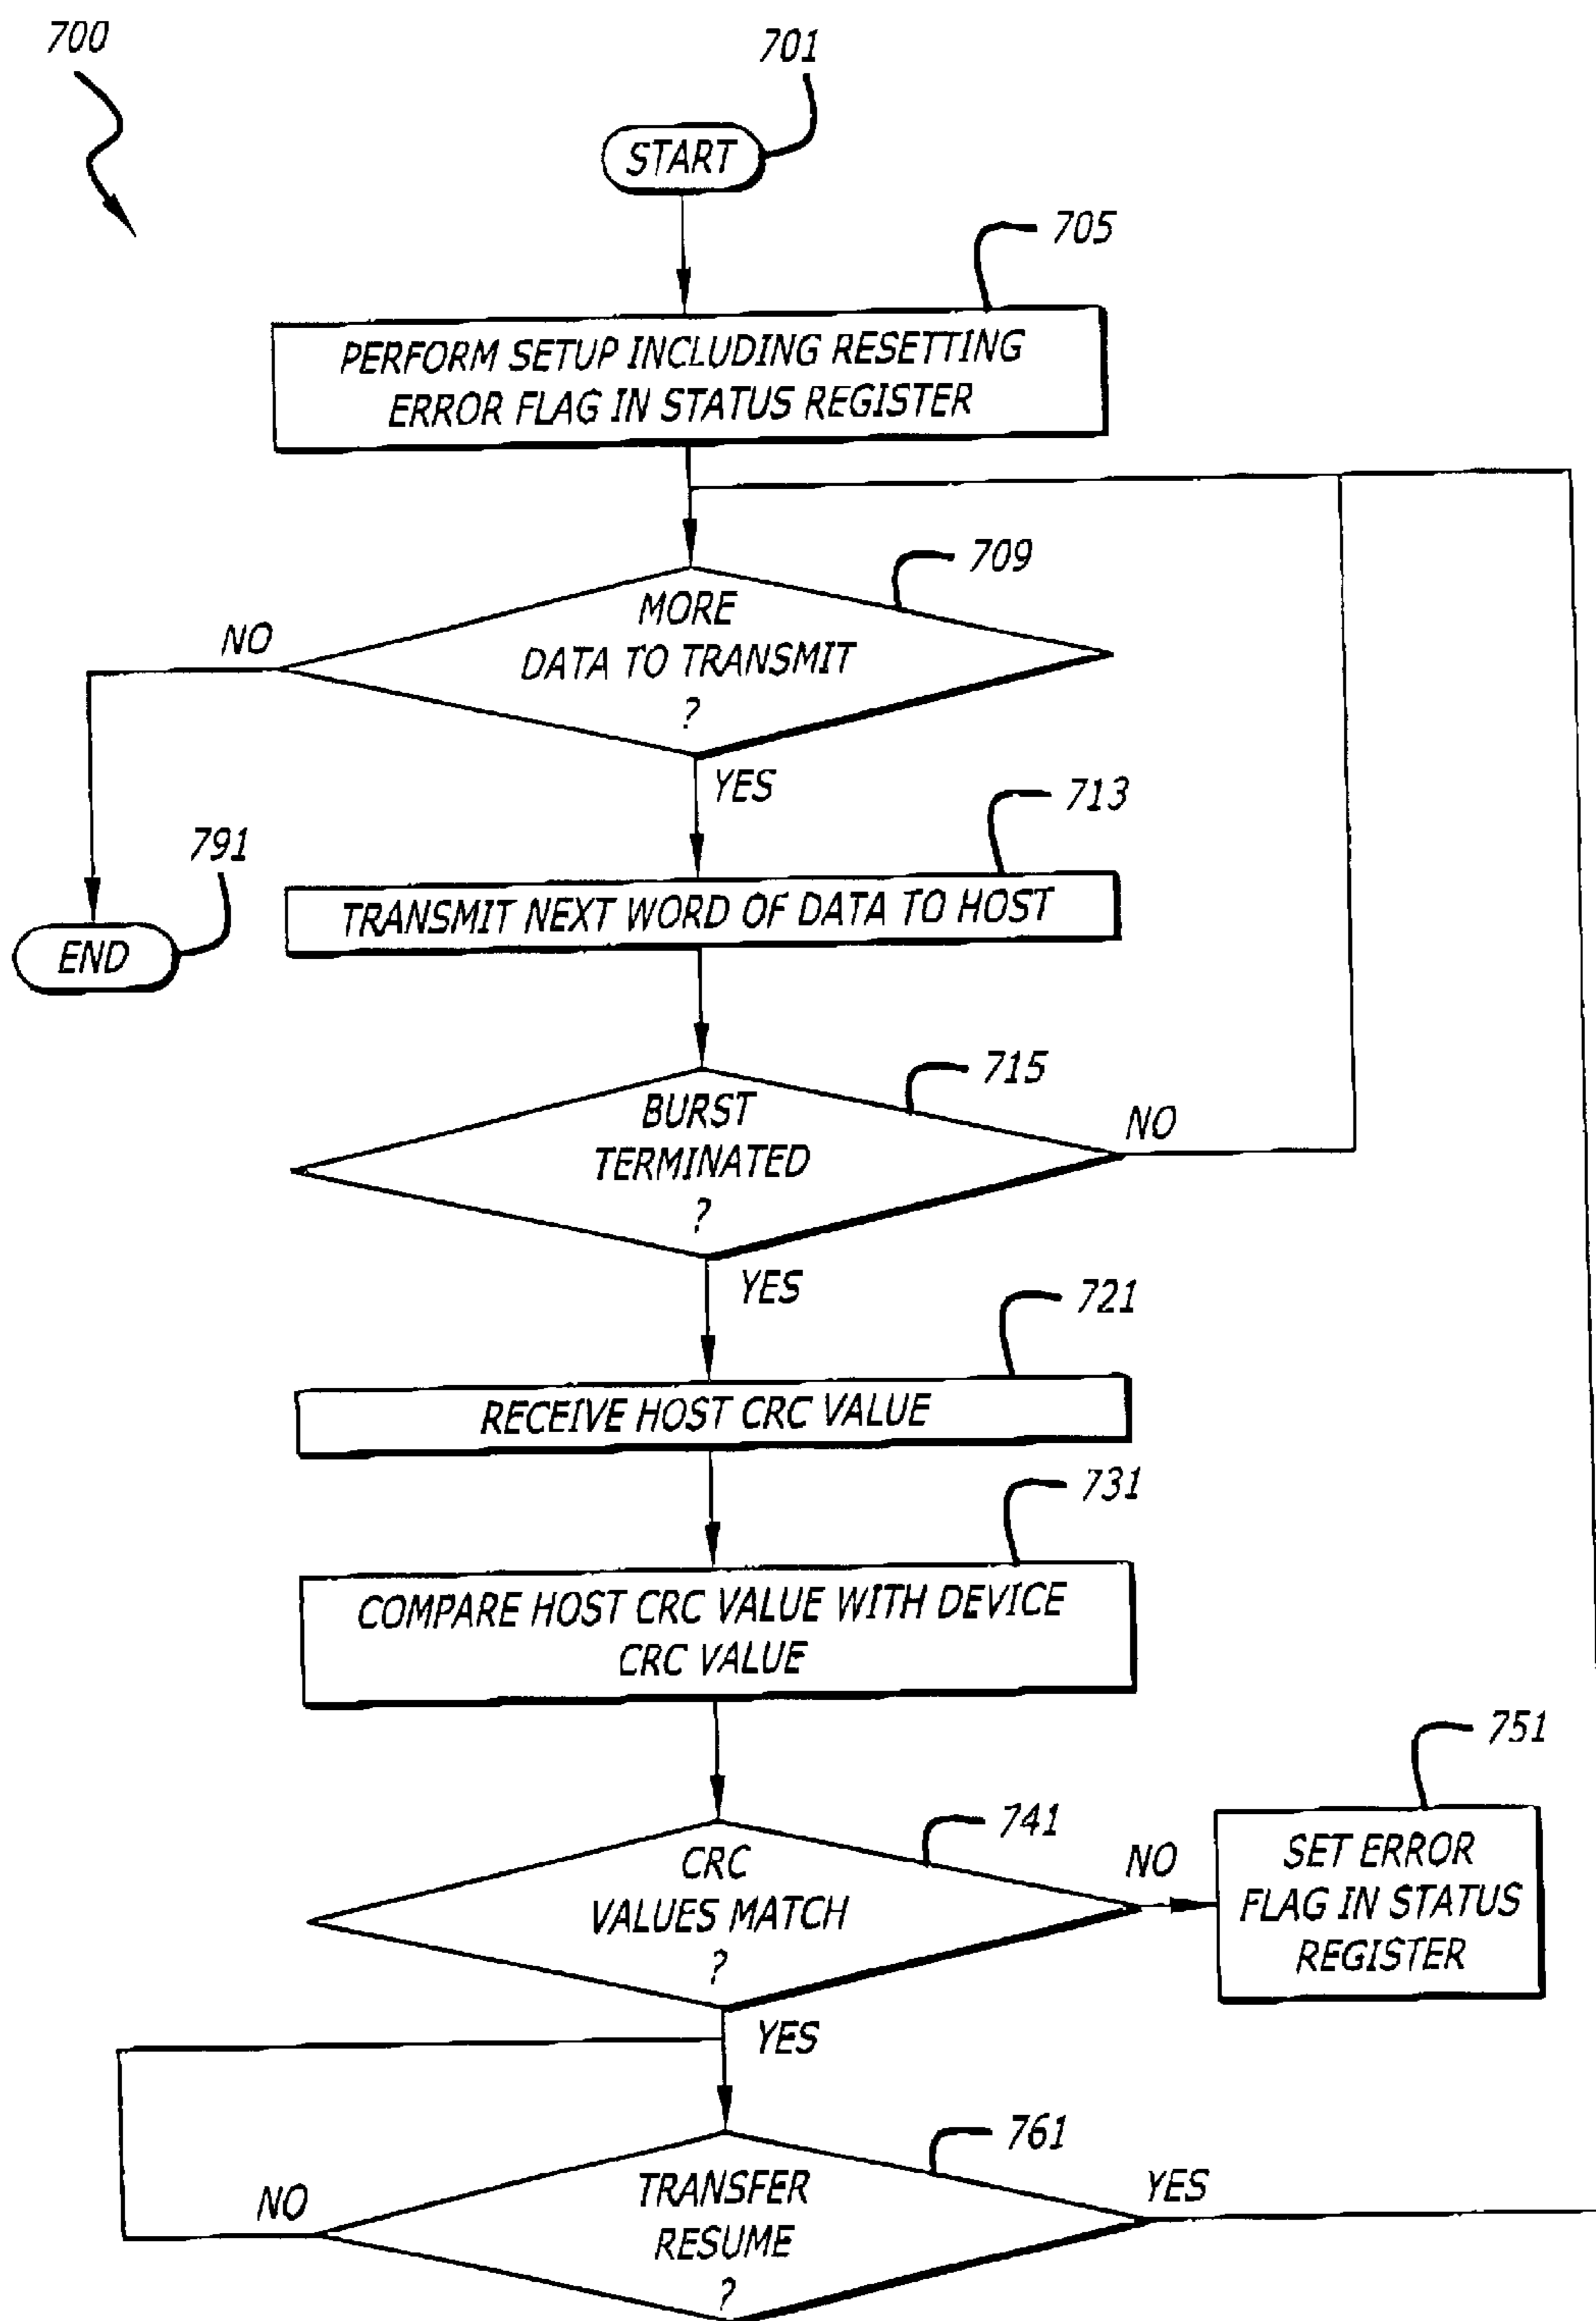 700
701
START
705
PERFORM SETUP INCLUDING RESETTING
ERROR FLAG IN STATUS REGISTER
709
MORE
DATA TO TRANSMIT
?
NO
YES
713
791
TRANSMIT NEXT WORD OF DATA TO HOST
END
715
BURST
TERMINATED
?
NO
YES
721
RECEIVE HOST CRC VALUE
731
COMPARE HOST CRC VALUE WITH DEVICE
CRC VALUE
751
741
CRC
VALUES MATCH
?
NO
SET ERROR
FLAG IN STATUS
REGISTER
YES
761
TRANSFER
RESUME
?
NO
YES